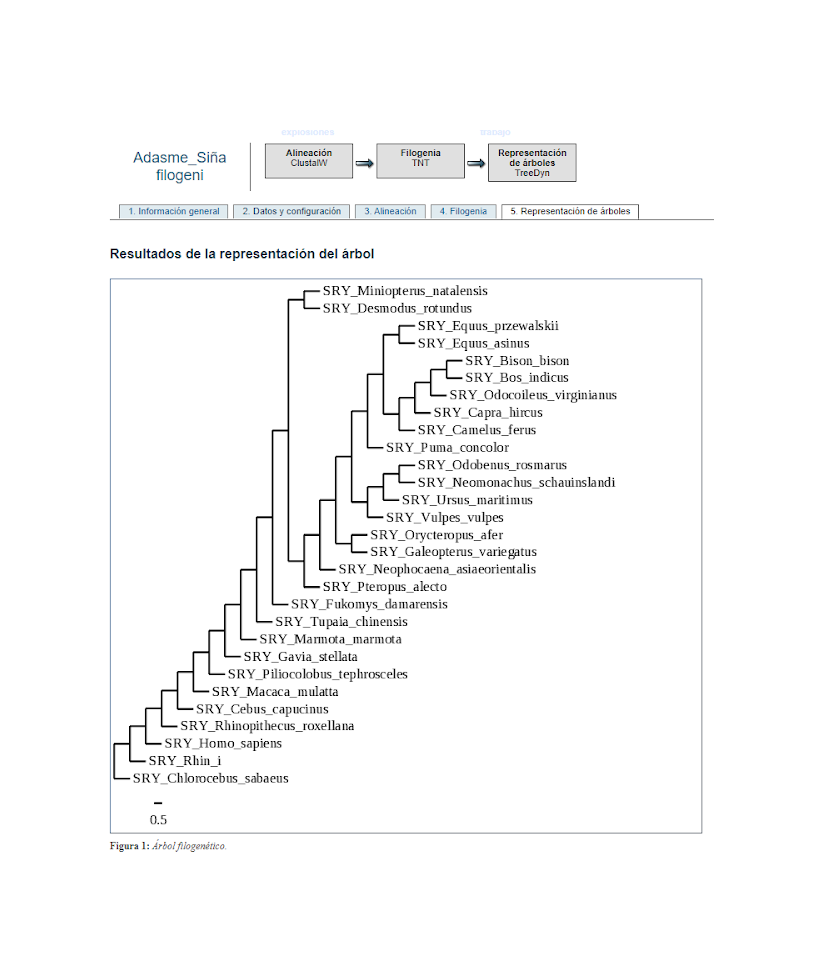 explosiones
trabajo
Adasme_Siña
filogeni
Alineación
ClustalW
Filogenia
TNT
Representación
de árboles
TreeDyn
1. Información general
2. Datos y configuración
3. Alineación
4. Filogenia
5. Representación de árboles
Resultados de la representación del árbol
SRY_Miniopterus_natalensis
SRY_Desmodus_rotundus
SRY_Equus_przewalskii
SRY_Equus_asinus
SRY_Bison_bison
SRY_Bos_indicus
SRY_Odocoileus_virginianus
SRY_Capra_hircus
SRY_Camelus_ferus
SRY_Puma_concolor
SRY_Odobenus_rosmarus
SRY_Neomonachus_schauinslandi
SRY_Ursus_maritimus
SRY_Vulpes_vulpes
SRY_Orycteropus_afer
SRY_Galeopterus_variegatus
SRY_Neophocaena_asiaeorientalis
SRY_Pteropus_alecto
SRY_Fukomys_damarensis
SRY_Tupaia_chinensis
SRY_Marmota_marmota
SRY_Gavia_stellata
SRY_Piliocolobus_tephrosceles
SRY_Macaca_mulatta
SRY_Cebus_capucinus
SRY_Rhinopithecus_roxellana
SRY_Homo_sapiens
SRY_Rhin_i
SRY_Chlorocebus_sabaeus
0.5
Figura 1: Árbol filogenético.